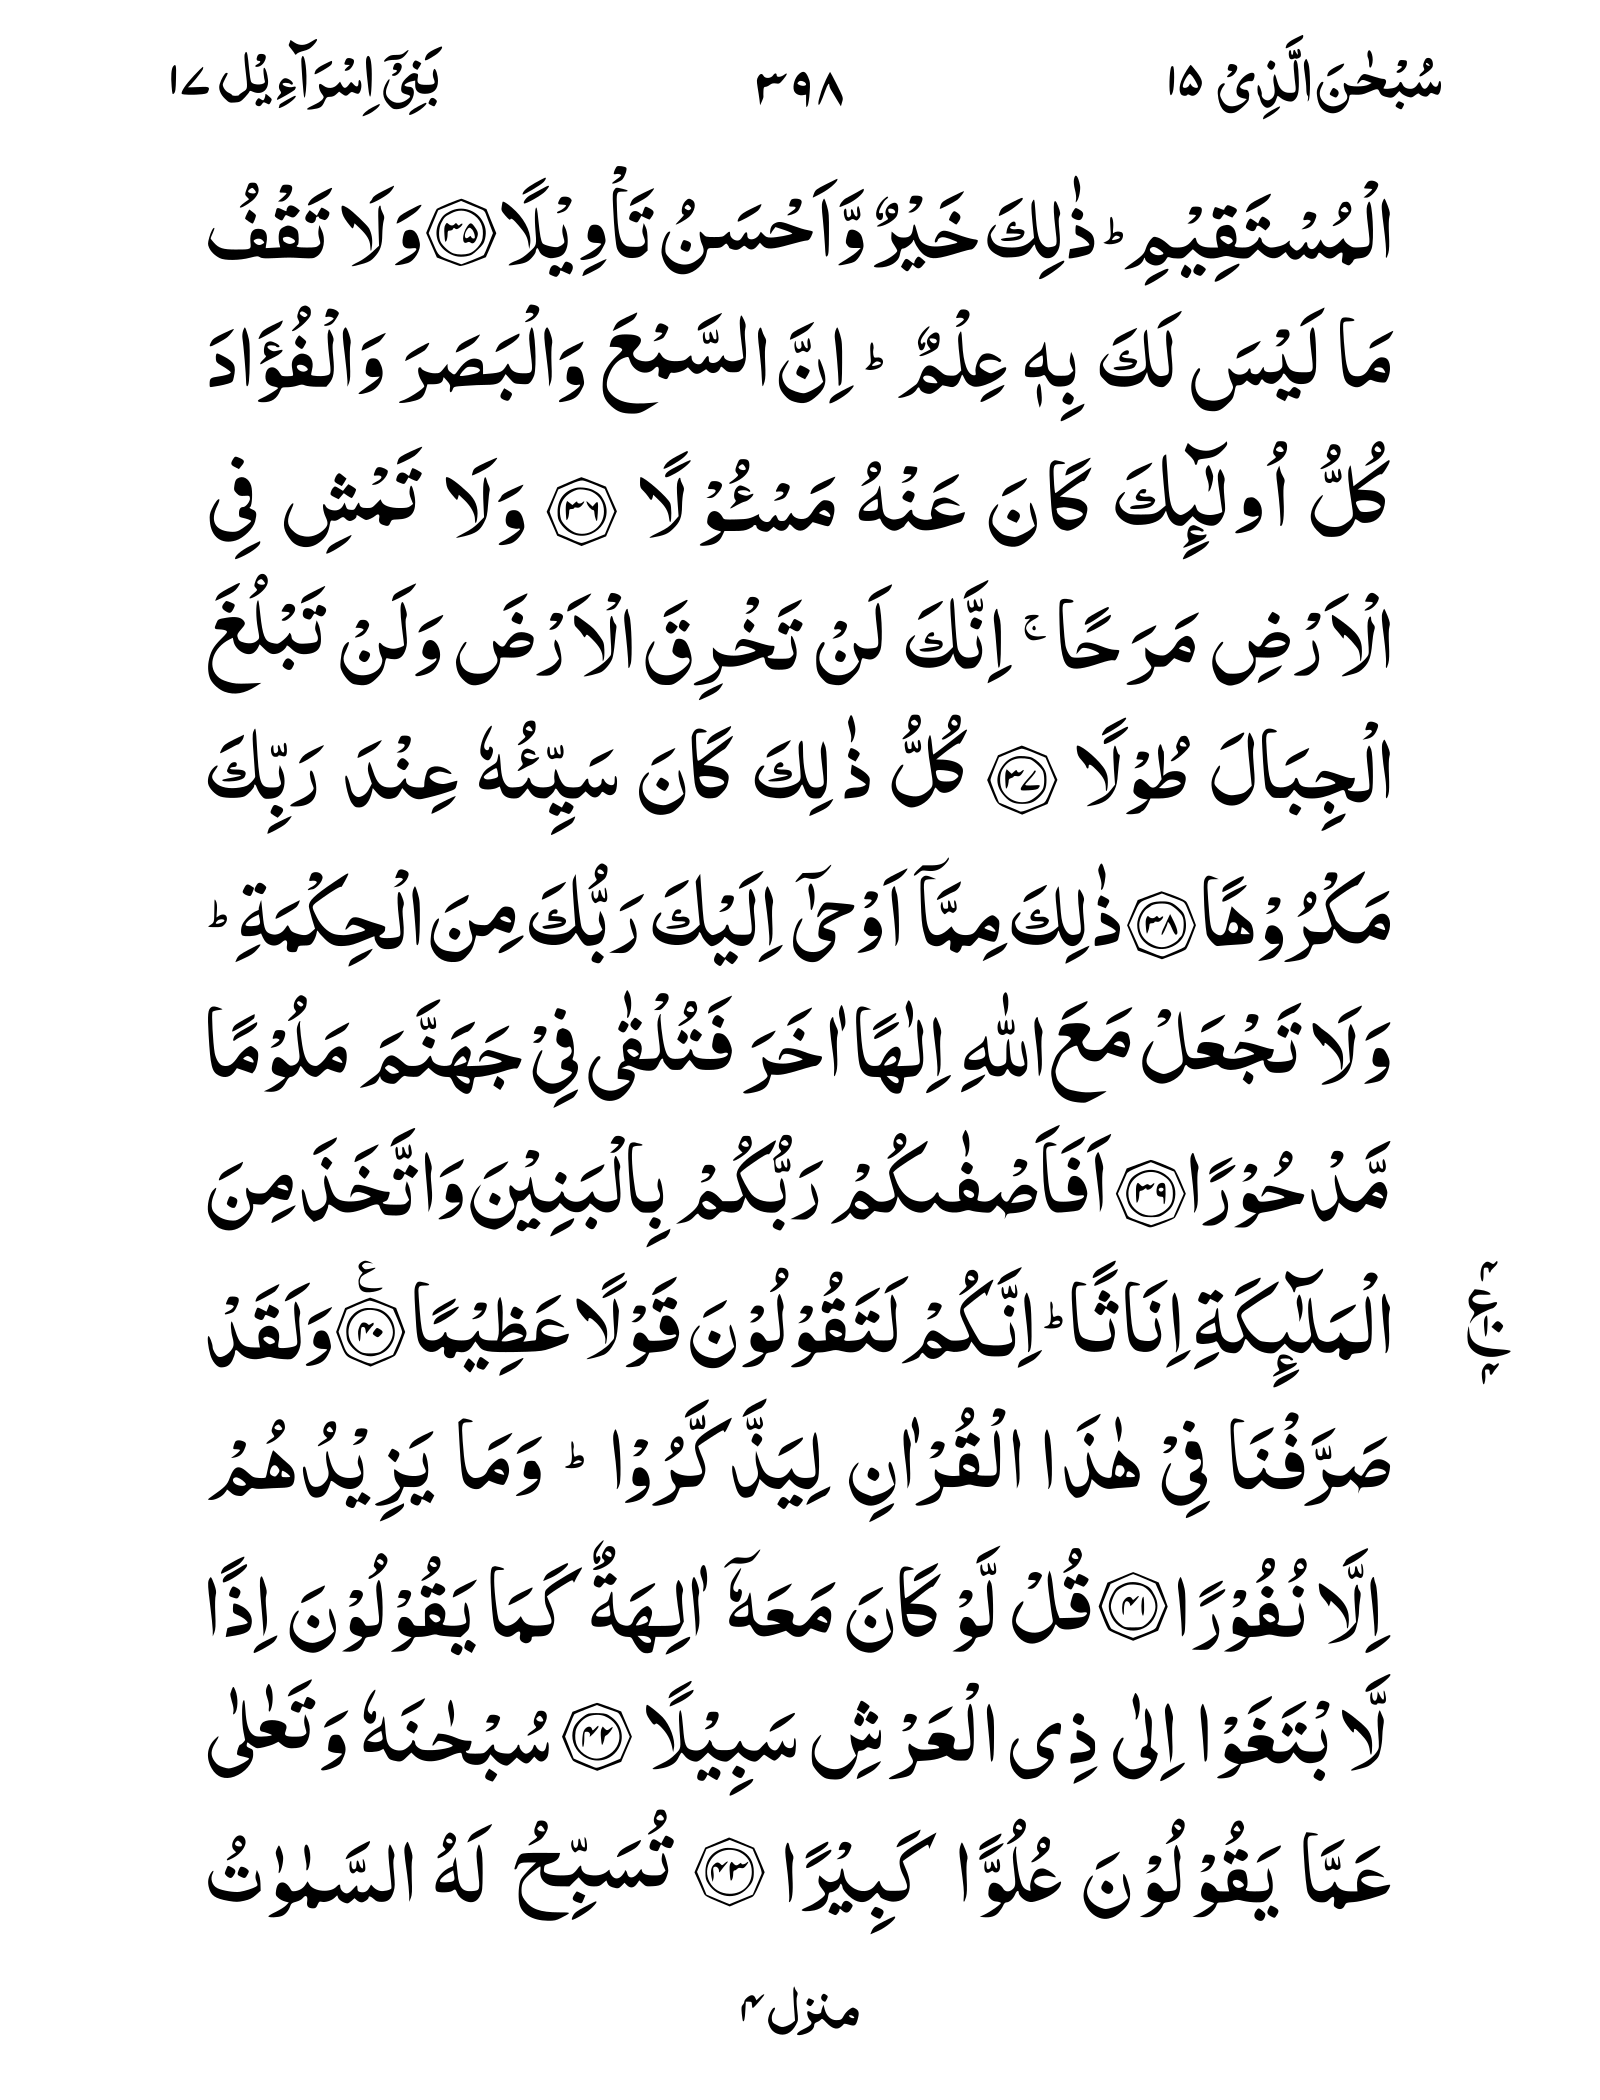 سُبْحٰنَ الَّذِیْ ۱۵
۳۹۸
بَنِیْۤ اِسْرَآءِیْل ۱۷
الْمُسْتَقِیْمِ ؕ ذٰلِكَ خَیْرٌ وَّاَحْسَنُ تَاْوِیْلًا ۳۵ وَلَا تَقْفُ
مَا لَیْسَ لَكَ بِهٖ عِلْمٌ ؕ اِنَّ السَّمْعَ وَالْبَصَرَ وَالْفُؤَادَ
كُلُّ اُولٰٓىِٕكَ كَانَ عَنْهُ مَسْـُٔوْلًا ۳۶ وَلَا تَمْشِ فِی
الْاَرْضِ مَرَحًا ۚ اِنَّكَ لَنْ تَخْرِقَ الْاَرْضَ وَلَنْ تَبْلُغَ
الْجِبَالَ طُوْلًا ۳۷ كُلُّ ذٰلِكَ كَانَ سَیِّئُهٗ عِنْدَ رَبِّكَ
مَكْرُوْهًا ۳۸ ذٰلِكَ مِمَّاۤ اَوْحٰۤی اِلَیْكَ رَبُّكَ مِنَ الْحِكْمَةِ ؕ
وَلَا تَجْعَلْ مَعَ اللّٰهِ اِلٰهًا اٰخَرَ فَتُلْقٰی فِیْ جَهَنَّمَ مَلُوْمًا
مَّدْحُوْرًا ۳۹ اَفَاَصْفٰىكُمْ رَبُّكُمْ بِالْبَنِیْنَ وَاتَّخَذَ مِنَ
الْمَلٰٓىِٕكَةِ اِنَاثًا ؕ اِنَّكُمْ لَتَقُوْلُوْنَ قَوْلًا عَظِیْمًا ۴۰ ع وَلَقَدْ
۴ ع ۱۰ ۴
صَرَّفْنَا فِیْ هٰذَا الْقُرْاٰنِ لِیَذَّكَّرُوْا ؕ وَمَا یَزِیْدُهُمْ
اِلَّا نُفُوْرًا ۴۱ قُلْ لَّوْ كَانَ مَعَهٗۤ اٰلِهَةٌ كَمَا یَقُوْلُوْنَ اِذًا
لَّابْتَغَوْا اِلٰی ذِی الْعَرْشِ سَبِیْلًا ۴۲ سُبْحٰنَهٗ وَتَعٰلٰی
عَمَّا یَقُوْلُوْنَ عُلُوًّا كَبِیْرًا ۴۳ تُسَبِّحُ لَهُ السَّمٰوٰتُ
منزل ۴